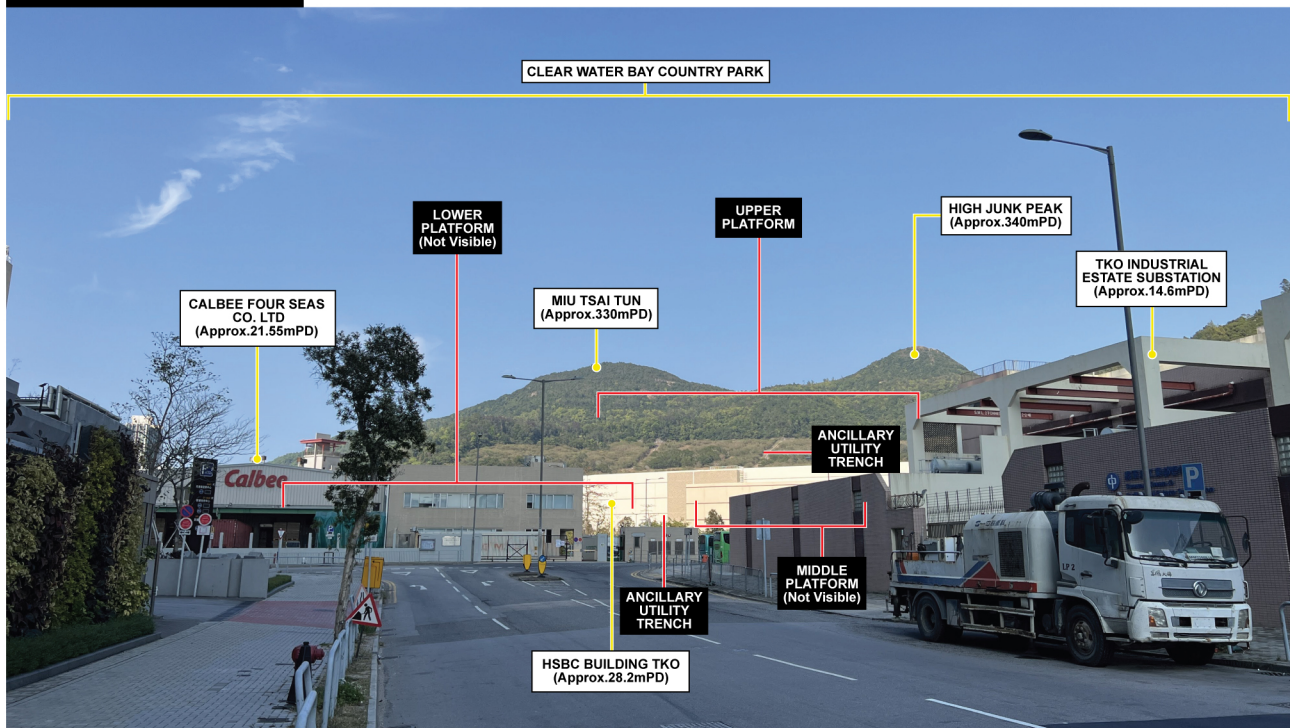 CLEAR WATER BAY COUNTRY PARK
LOWER
PLATFORM
(Not Visible)
UPPER
PLATFORM
HIGH JUNK PEAK
(Approx.340mPD)
TKO INDUSTRIAL
ESTATE SUBSTATION
(Approx.14.6mPD)
CALBEE FOUR SEAS
CO. LTD
(Approx.21.55mPD)
MIU TSAI TUN
(Approx.330mPD)
ANCILLARY
UTILITY
TRENCH
Calbee
P
LP 2
MIDDLE
PLATFORM
(Not Visible)
ANCILLARY
UTILITY
TRENCH
HSBC BUILDING TKO
(Approx.28.2mPD)